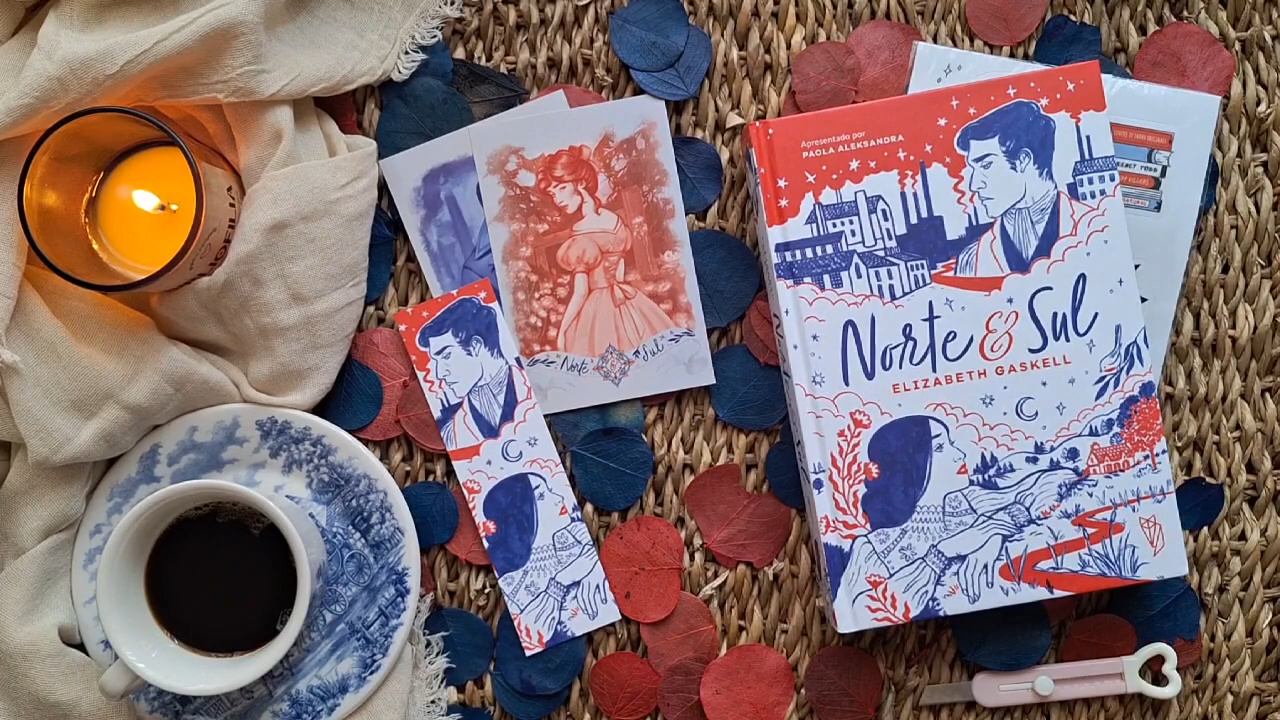 Apresentado por
PAOLA ALEKSANDRA
Norte & Sul
ELIZABETH GASKELL
Norte Sul